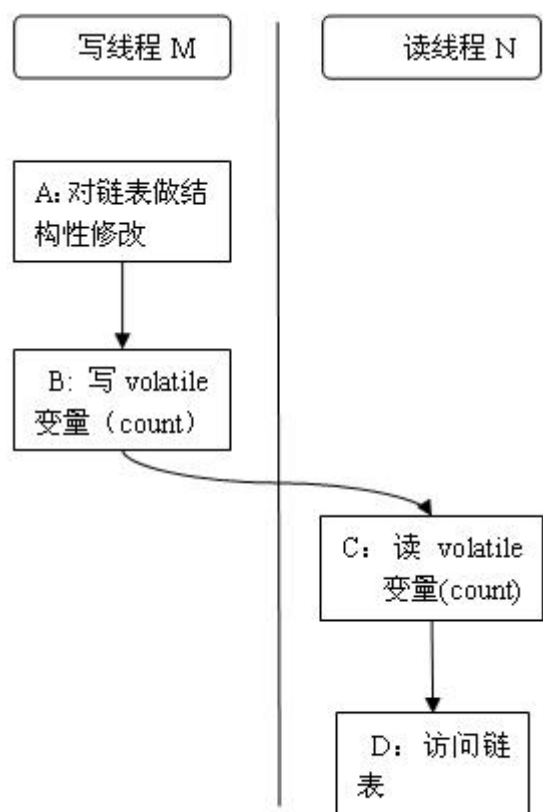 写线程 M
读线程 N
A：对链表做结
构性修改
B: 写 volatile
变量（count）
C：读 volatile
变量(count)
D：访问链
表